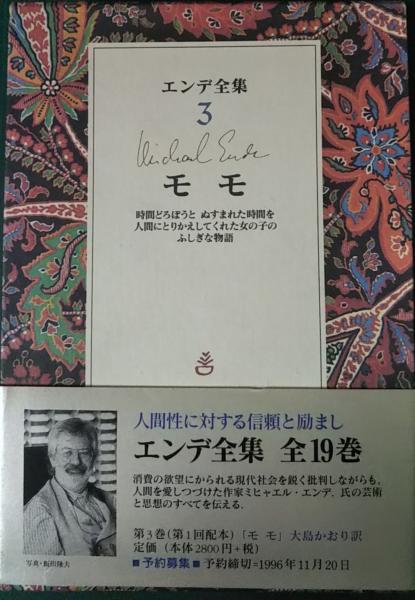 エンデ全集
3
Michael Ende
モモ
時間どろぼうと ぬすまれた時間を
人間にとりかえしてくれた女の子の
ふしぎな物語
人間性に対する信頼と励まし
エンデ全集 全19巻
消費の欲望にかられる現代社会を鋭く批判しながらも、
人間を愛しつづけた作家ミヒャエル・エンデ。氏の芸術
と思想のすべてを伝える。
第3巻(第1回配本)「モ モ」大島かおり訳
定価(本体2800円+税)
■予約募集■予約締切=1996年11月20日
写真・飯田隆夫